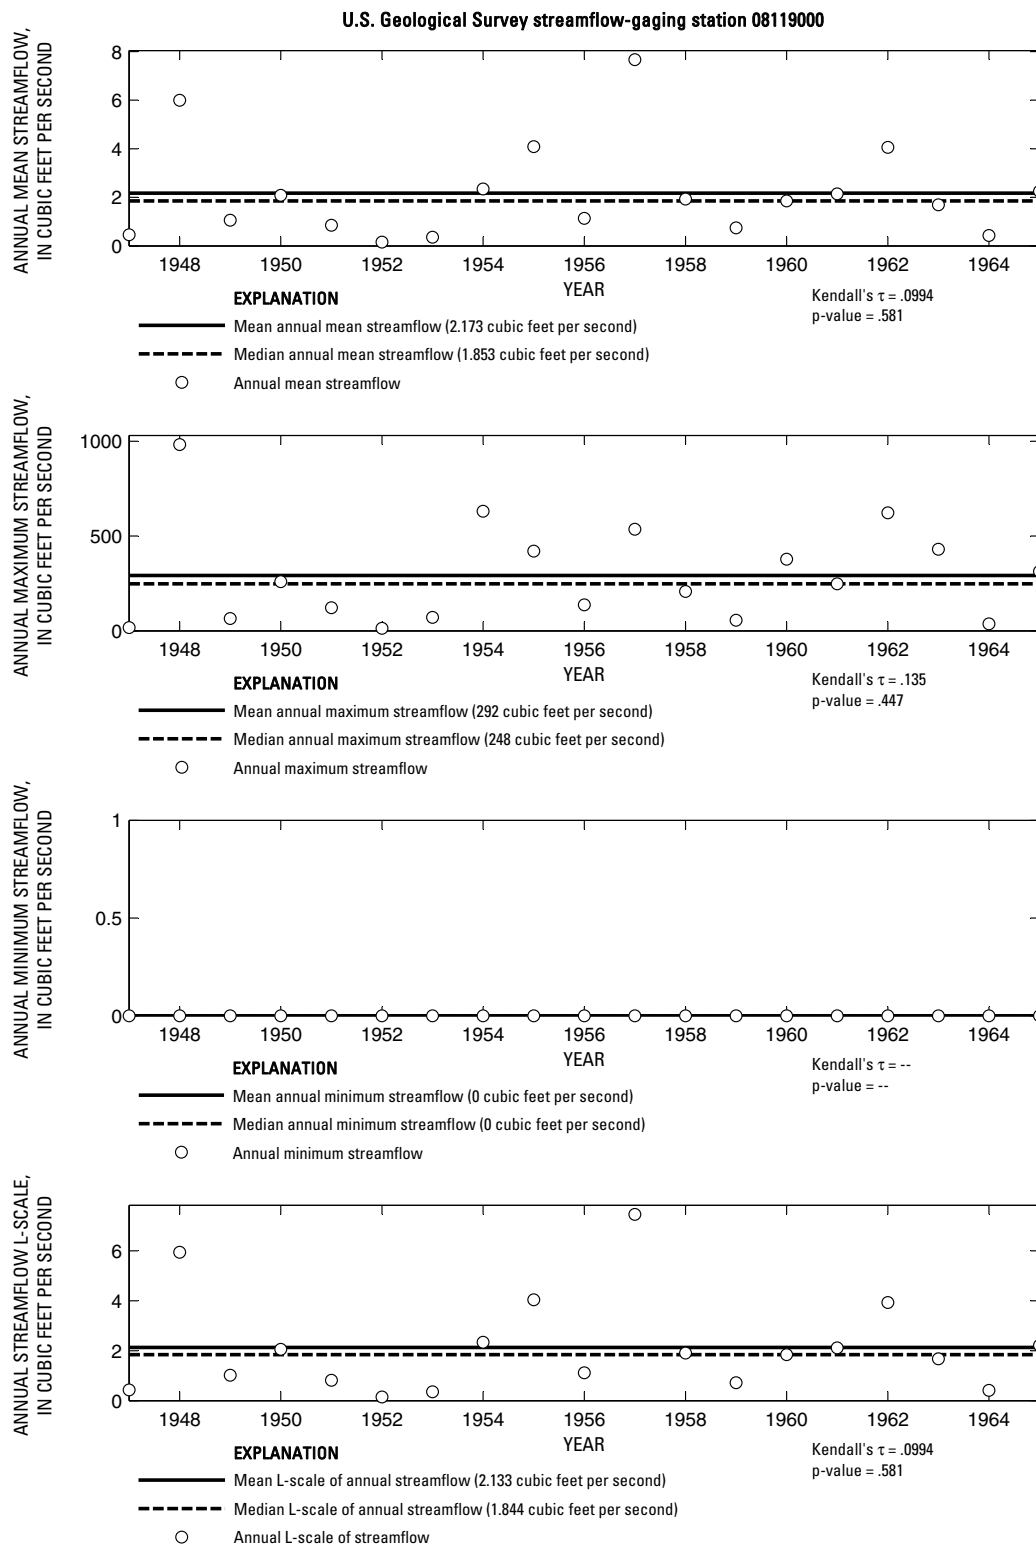 U.S. Geological Survey streamflow-gaging station 08119000
ANNUAL MEAN STREAMFLOW,
IN CUBIC FEET PER SECOND
8
6
4
2
0
1948 1950 1952 1954 1956 1958 1960 1962 1964
YEAR
Kendall's τ = .0994
p-value = .581
EXPLANATION
Mean annual mean streamflow (2.173 cubic feet per second)
Median annual mean streamflow (1.853 cubic feet per second)
Annual mean streamflow
ANNUAL MAXIMUM STREAMFLOW,
IN CUBIC FEET PER SECOND
1000
500
0
1948 1950 1952 1954 1956 1958 1960 1962 1964
YEAR
Kendall's τ = .135
p-value = .447
EXPLANATION
Mean annual maximum streamflow (292 cubic feet per second)
Median annual maximum streamflow (248 cubic feet per second)
Annual maximum streamflow
ANNUAL MINIMUM STREAMFLOW,
IN CUBIC FEET PER SECOND
1
0.5
0
1948 1950 1952 1954 1956 1958 1960 1962 1964
YEAR
Kendall's τ = --
p-value = --
EXPLANATION
Mean annual minimum streamflow (0 cubic feet per second)
Median annual minimum streamflow (0 cubic feet per second)
Annual minimum streamflow
ANNUAL STREAMFLOW L-SCALE,
IN CUBIC FEET PER SECOND
6
4
2
0
1948 1950 1952 1954 1956 1958 1960 1962 1964
YEAR
Kendall's τ = .0994
p-value = .581
EXPLANATION
Mean L-scale of annual streamflow (2.133 cubic feet per second)
Median L-scale of annual streamflow (1.844 cubic feet per second)
Annual L-scale of streamflow